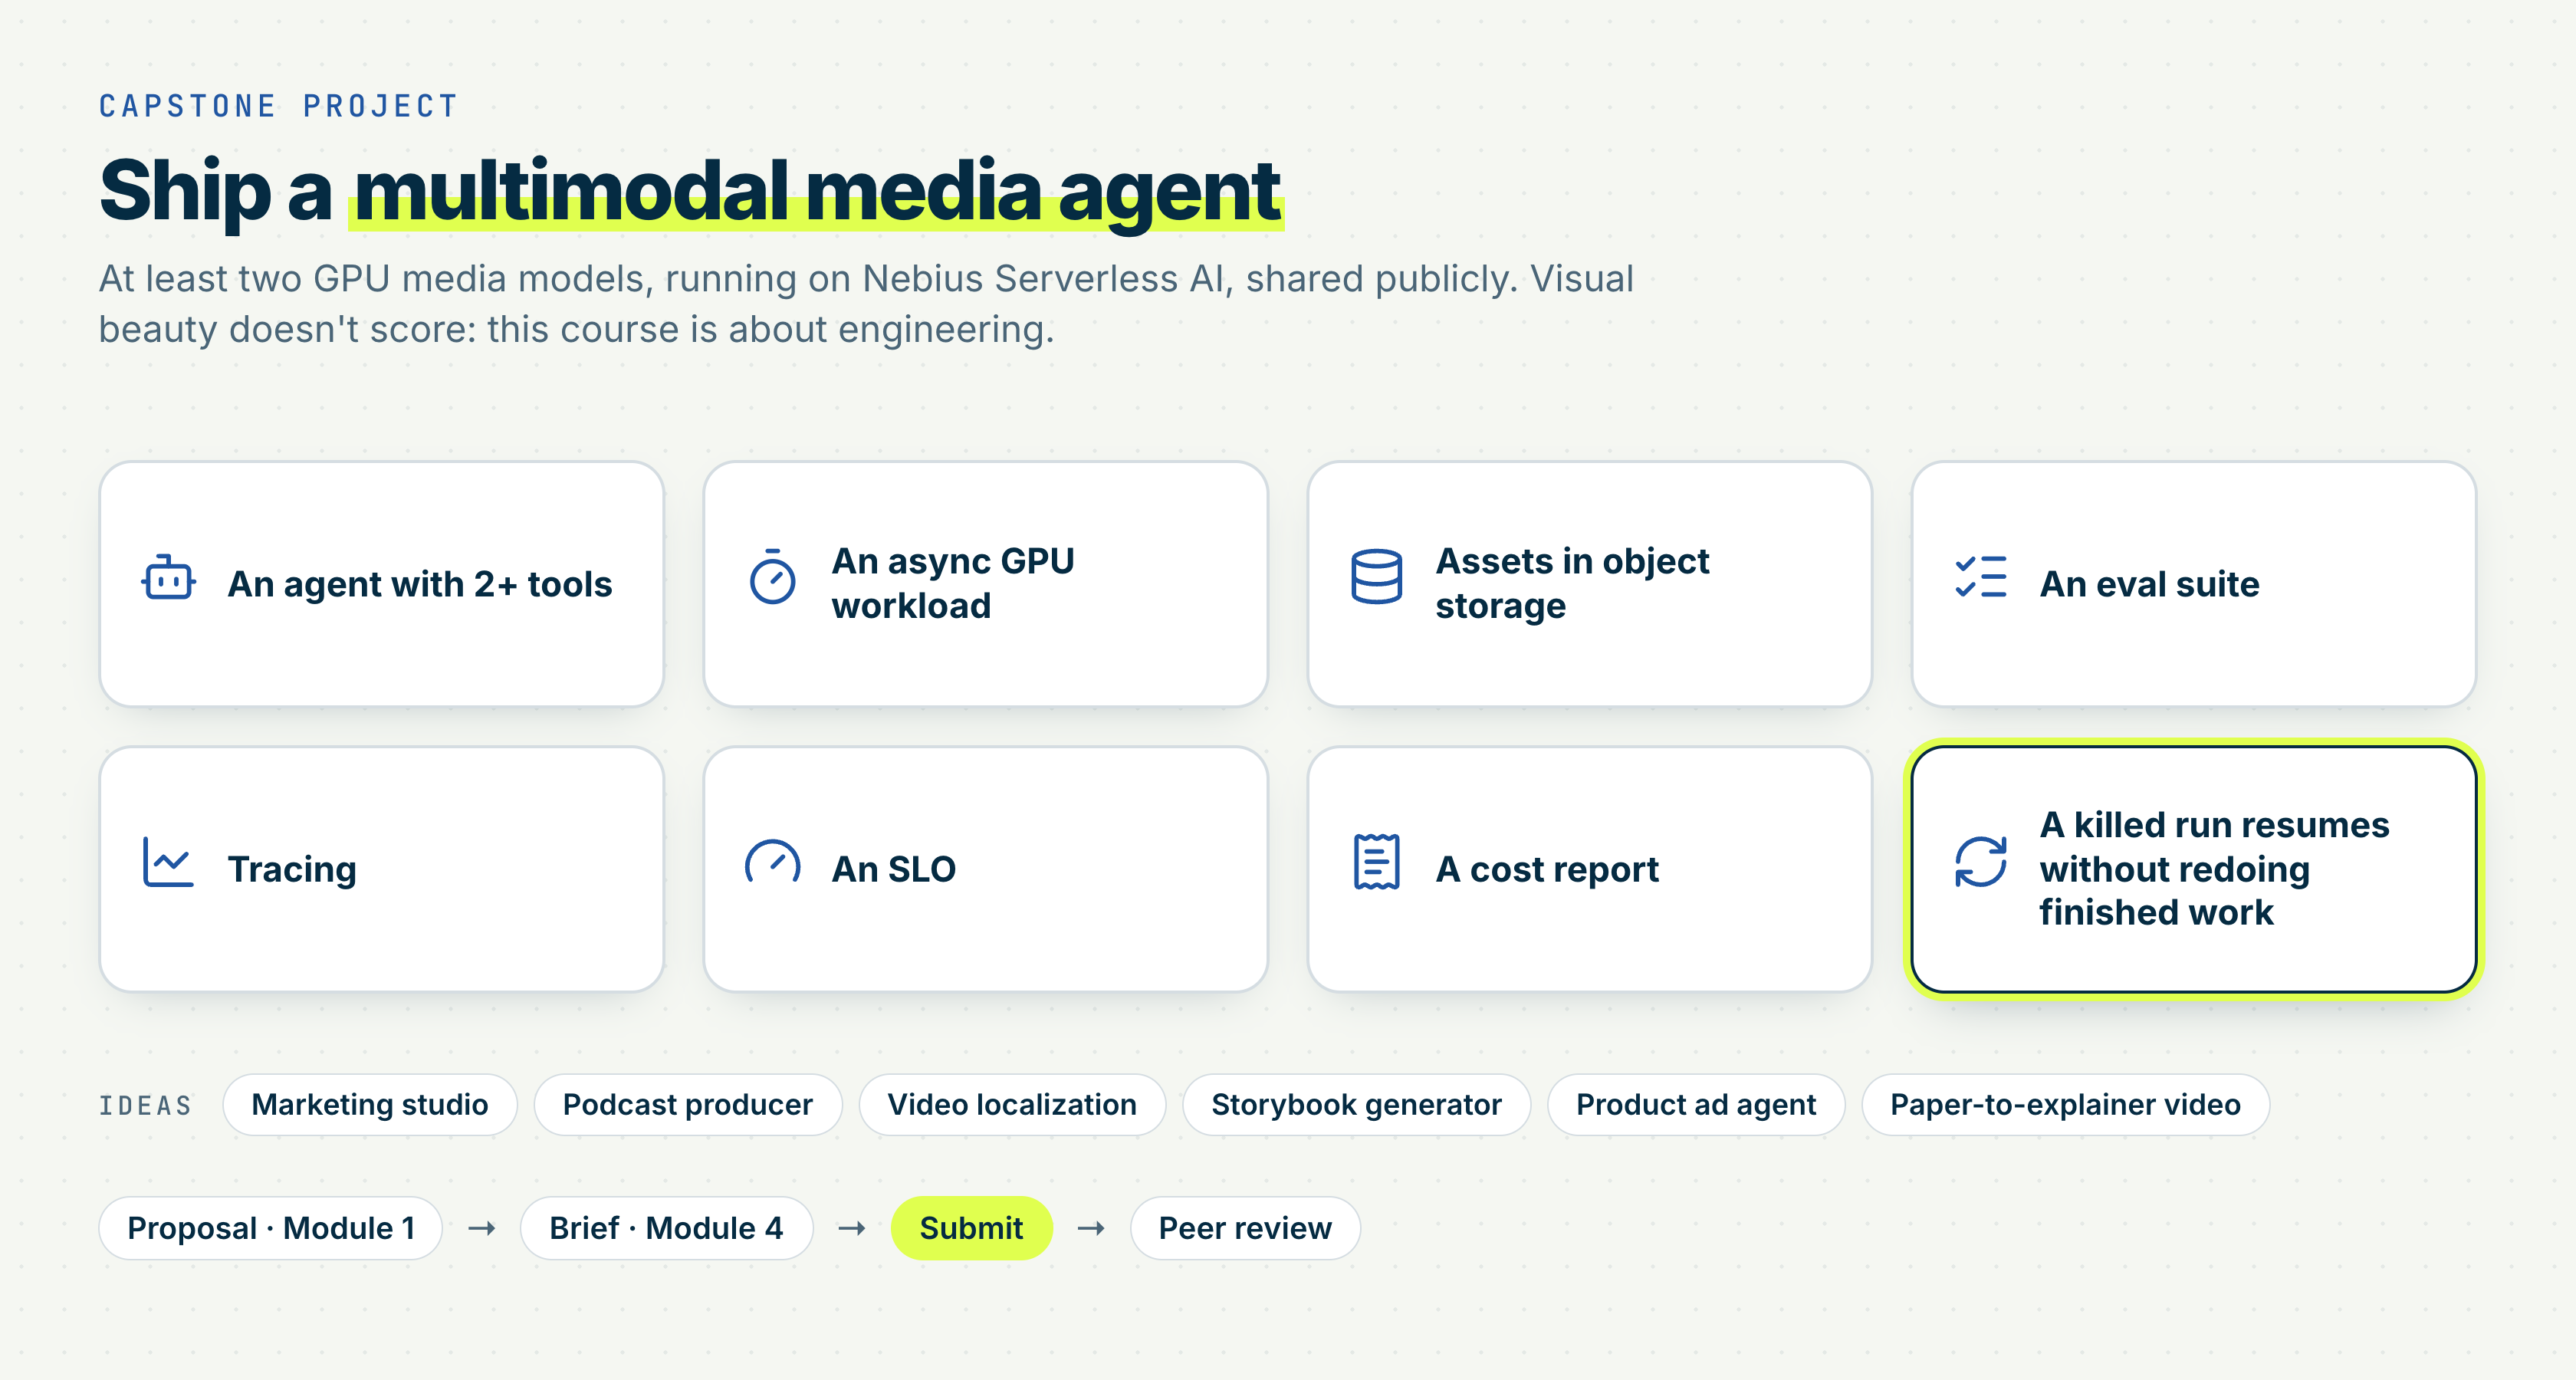 CAPSTONE PROJECT
Ship a multimodal media agent
At least two GPU media models, running on Nebius Serverless AI, shared publicly. Visual
beauty doesn't score: this course is about engineering.
An agent with 2+ tools
An async GPU
workload
Assets in object
storage
An eval suite
Tracing
An SLO
A cost report
A killed run resumes
without redoing
finished work
IDEAS Marketing studio Podcast producer Video localization Storybook generator Product ad agent Paper-to-explainer video
Proposal · Module 1 → Brief · Module 4 → Submit → Peer review